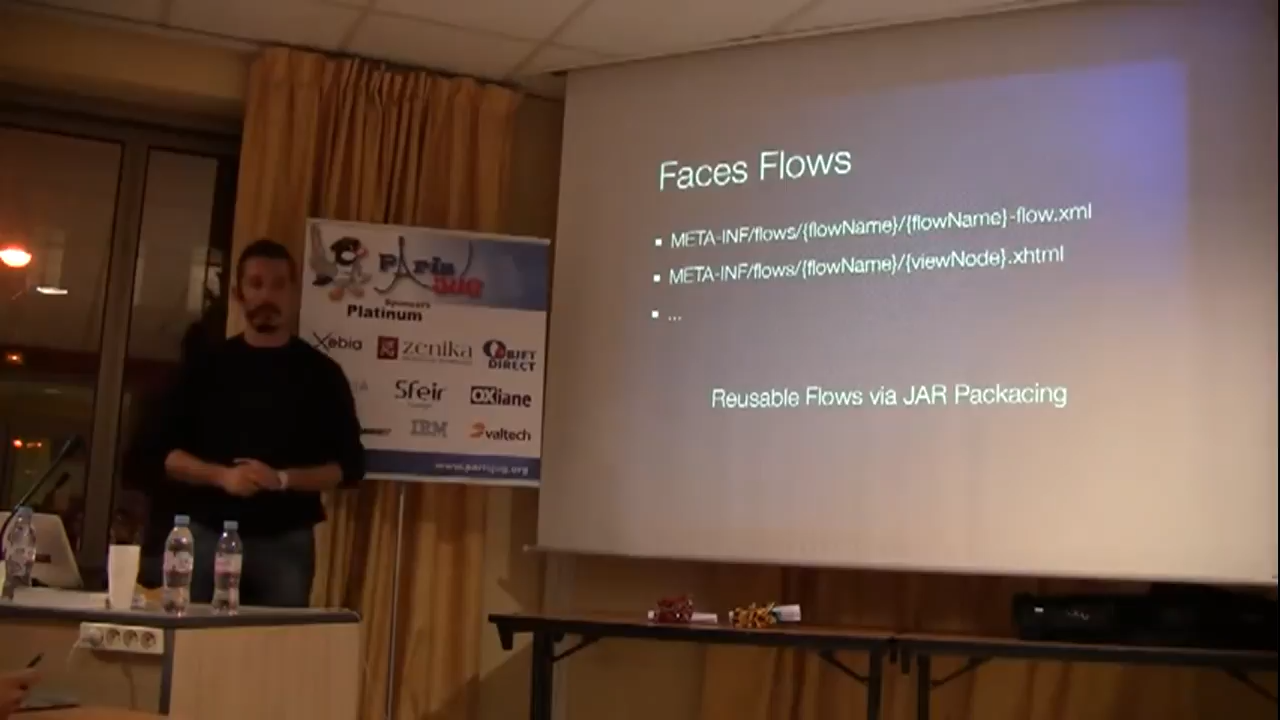 Faces Flows
META-INF/flows/{flowName}/{flowName}-flow.xml
META-INF/flows/{flowName}/{viewNode}.xhtml
...
Reusable Flows via JAR Packacing
Paris
JUG
Sponsors
Platinum
Xebia
zenika
OBJET
DIRECT
Sfeir
OXiane
IBM
valtech
www.parisjug.org